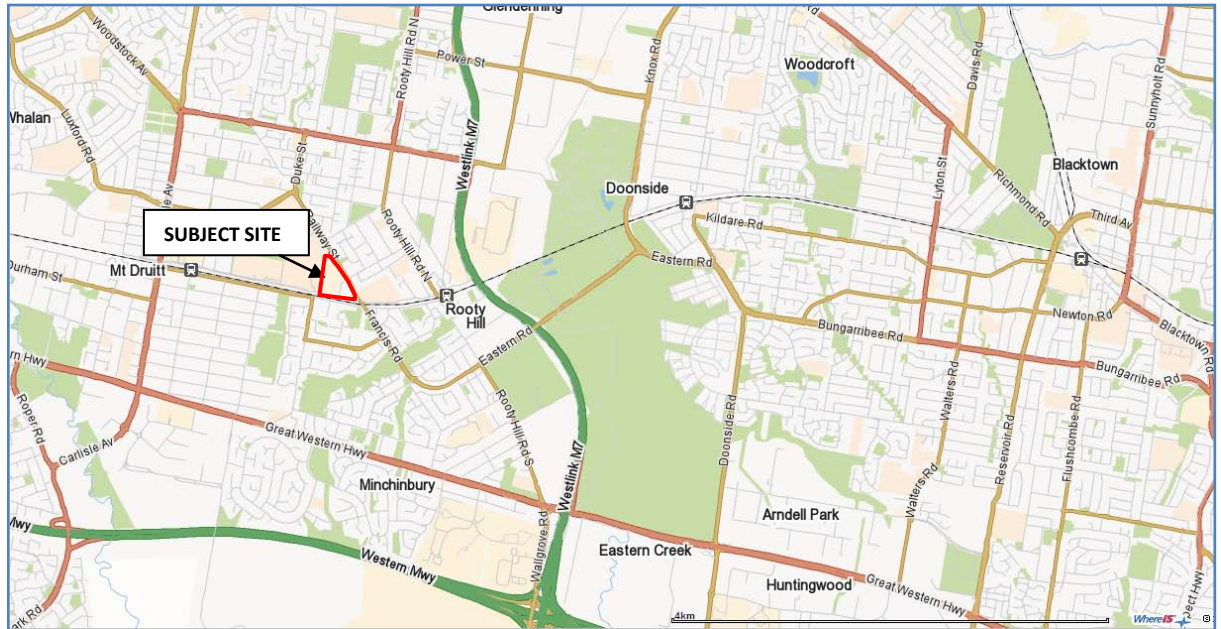 Glendenning
Woodstock Av
Rooty Hill Rd N
Power St
Knox Rd
Woodcroft
Davis Rd
Sunnyholt Rd
Whalan
Luxford Rd
Duke St
Westlink M7
Lyton St
Richmond Rd
Blacktown
Doonside
Kildare Rd
Third Av
SUBJECT SITE
Railway St
Rooty Hill Rd N
Eastern Rd
Mt Druitt
Durham St
Rooty
Hill
Francis Rd
Eastern Rd
Bungarribee Rd
Newton Rd
Blacktown Rd
Bungarribee Rd
Roper Rd
Carlisle Av
Great Western Hwy
Rooty Hill Rd S
Westlink M7
Doonside Rd
Walters Rd
Reservoir Rd
Flushcombe Rd
Minchinbury
Walters Rd
Arndell Park
Mwy
Western Mwy
Wallgrove Rd
Eastern Creek
Huntingwood
Great Western Hwy
4km
WhereiS